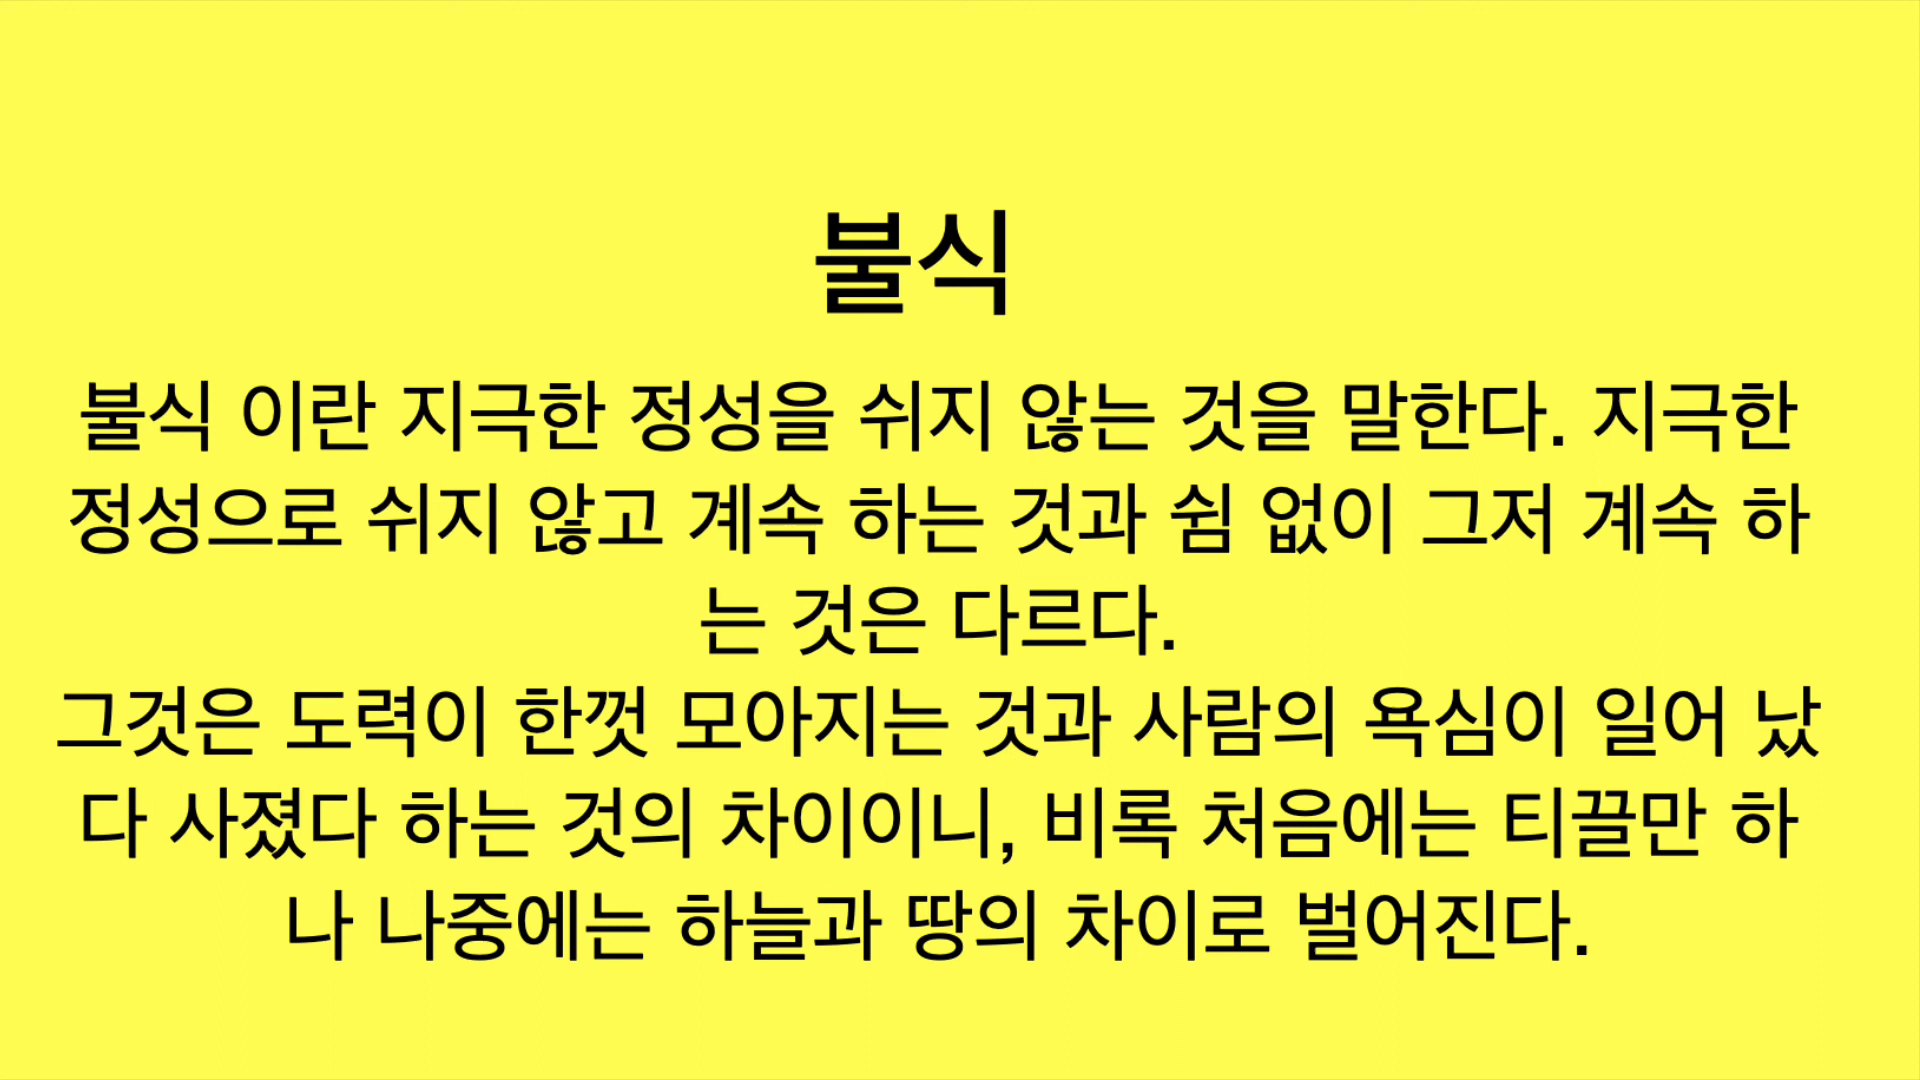 불식
불식 이란 지극한 정성을 쉬지 않는 것을 말한다. 지극한
정성으로 쉬지 않고 계속 하는 것과 쉼 없이 그저 계속 하
는 것은 다르다.
그것은 도력이 한껏 모아지는 것과 사람의 욕심이 일어 났
다 사졌다 하는 것의 차이이니, 비록 처음에는 티끌만 하
나 나중에는 하늘과 땅의 차이로 벌어진다.